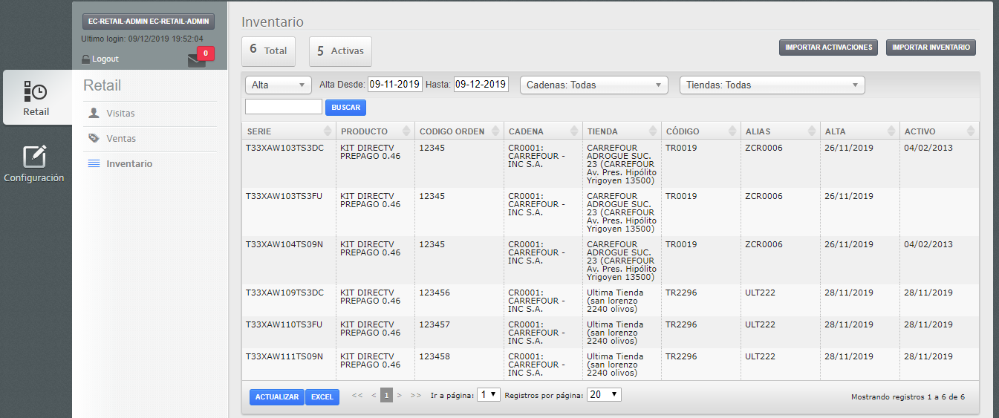 EC-RETAIL-ADMIN EC-RETAIL-ADMIN
Ultimo login: 09/12/2019 19:52:04
Logout
0
Retail
Configuración
Retail
Visitas
Ventas
Inventario
Inventario
6 Total
5 Activas
IMPORTAR ACTIVACIONES
IMPORTAR INVENTARIO
Alta
Alta Desde: 09-11-2019 Hasta: 09-12-2019
Cadenas: Todas
Tiendas: Todas
BUSCAR
SERIE PRODUCTO CODIGO ORDEN CADENA TIENDA CÓDIGO ALIAS ALTA ACTIVO
T33XAW103TS3DC KIT DIRECTV 12345 CR0001: CARREFOUR TR0019 ZCR0006 26/11/2019 04/02/2013
PREPAGO 0.46 CARREFOUR - ADROGUE SUC.
INC S.A. 23 (CARREFOUR
Av. Pres. Hipólito
Yrigoyen 13500)
T33XAW103TS3FU KIT DIRECTV 12345 CR0001: CARREFOUR TR0019 ZCR0006 26/11/2019
PREPAGO 0.46 CARREFOUR - ADROGUE SUC.
INC S.A. 23 (CARREFOUR
Av. Pres. Hipólito
Yrigoyen 13500)
T33XAW104TS09N KIT DIRECTV 12345 CR0001: CARREFOUR TR0019 ZCR0006 26/11/2019 04/02/2013
PREPAGO 0.46 CARREFOUR - ADROGUE SUC.
INC S.A. 23 (CARREFOUR
Av. Pres. Hipólito
Yrigoyen 13500)
T33XAW109TS3DC KIT DIRECTV 123456 CR0001: Ultima Tienda TR2296 ULT222 28/11/2019 28/11/2019
PREPAGO 0.46 CARREFOUR - (san lorenzo
INC S.A. 2240 olivos)
T33XAW110TS3FU KIT DIRECTV 123457 CR0001: Ultima Tienda TR2296 ULT222 28/11/2019 28/11/2019
PREPAGO 0.46 CARREFOUR - (san lorenzo
INC S.A. 2240 olivos)
T33XAW111TS09N KIT DIRECTV 123458 CR0001: Ultima Tienda TR2296 ULT222 28/11/2019 28/11/2019
PREPAGO 0.46 CARREFOUR - (san lorenzo
INC S.A. 2240 olivos)
ACTUALIZAR EXCEL << < 1 > >> Ir a página: 1 Registros por página: 20 Mostrando registros 1 a 6 de 6